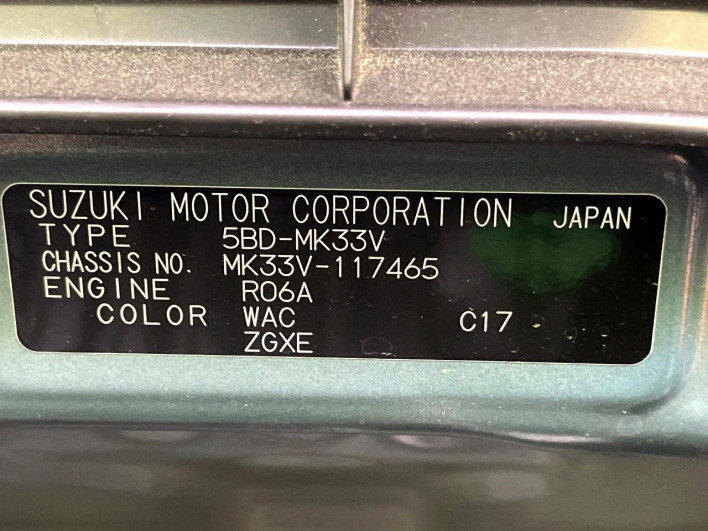 SUZUKI MOTOR CORPORATION JAPAN
TYPE 5BD-MK33V
CHASSIS NO. MK33V-117465
ENGINE R06A
COLOR WAC C17
ZGXE